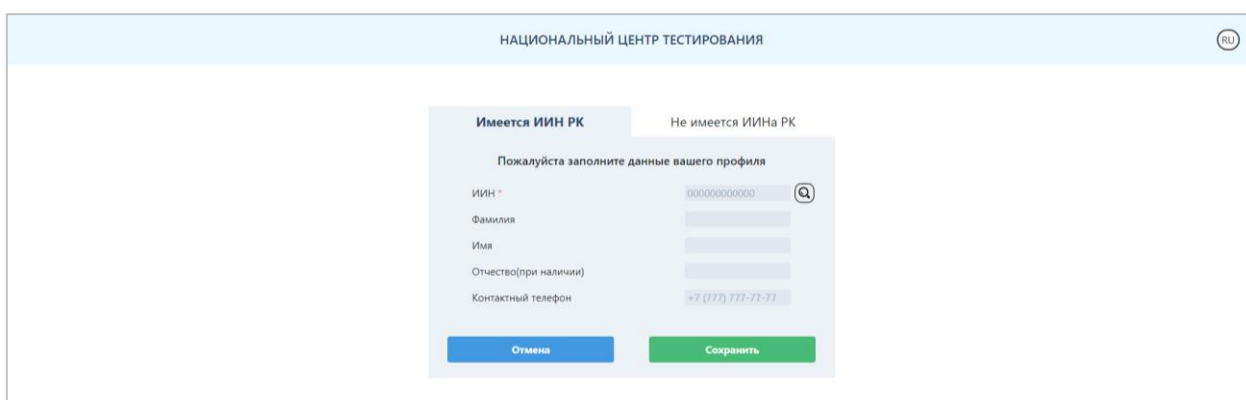 НАЦИОНАЛЬНЫЙ ЦЕНТР ТЕСТИРОВАНИЯ
RU
Имеется ИИН РК
Не имеется ИИНа РК
Пожалуйста заполните данные вашего профиля
ИИН * 000000000000
Фамилия
Имя
Отчество(при наличии)
Контактный телефон +7 (777) 777-77-77
Отмена
Сохранить